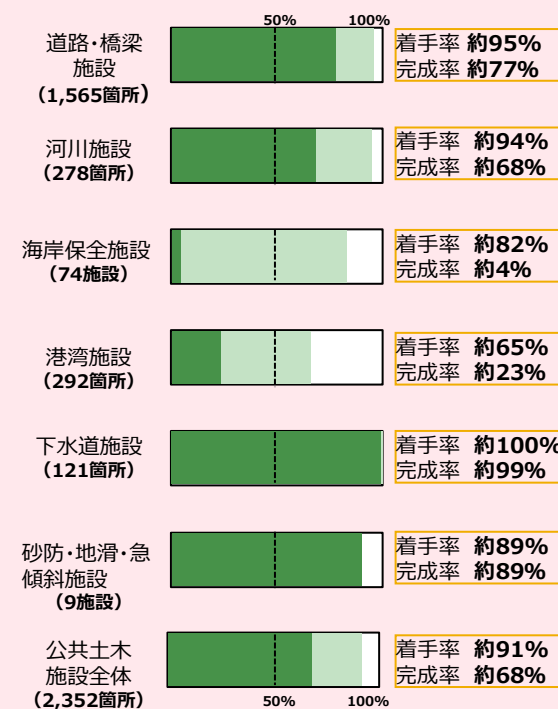 50% 100%
道路・橋梁
施設
(1,565箇所)
着手率 約95%
完成率 約77%
河川施設
(278箇所)
着手率 約94%
完成率 約68%
海岸保全施設
(74施設)
着手率 約82%
完成率 約4%
港湾施設
(292箇所)
着手率 約65%
完成率 約23%
下水道施設
(121箇所)
着手率 約100%
完成率 約99%
砂防・地滑・急
傾斜施設
(9施設)
着手率 約89%
完成率 約89%
公共土木
施設全体
(2,352箇所)
着手率 約91%
完成率 約68%
50% 100%